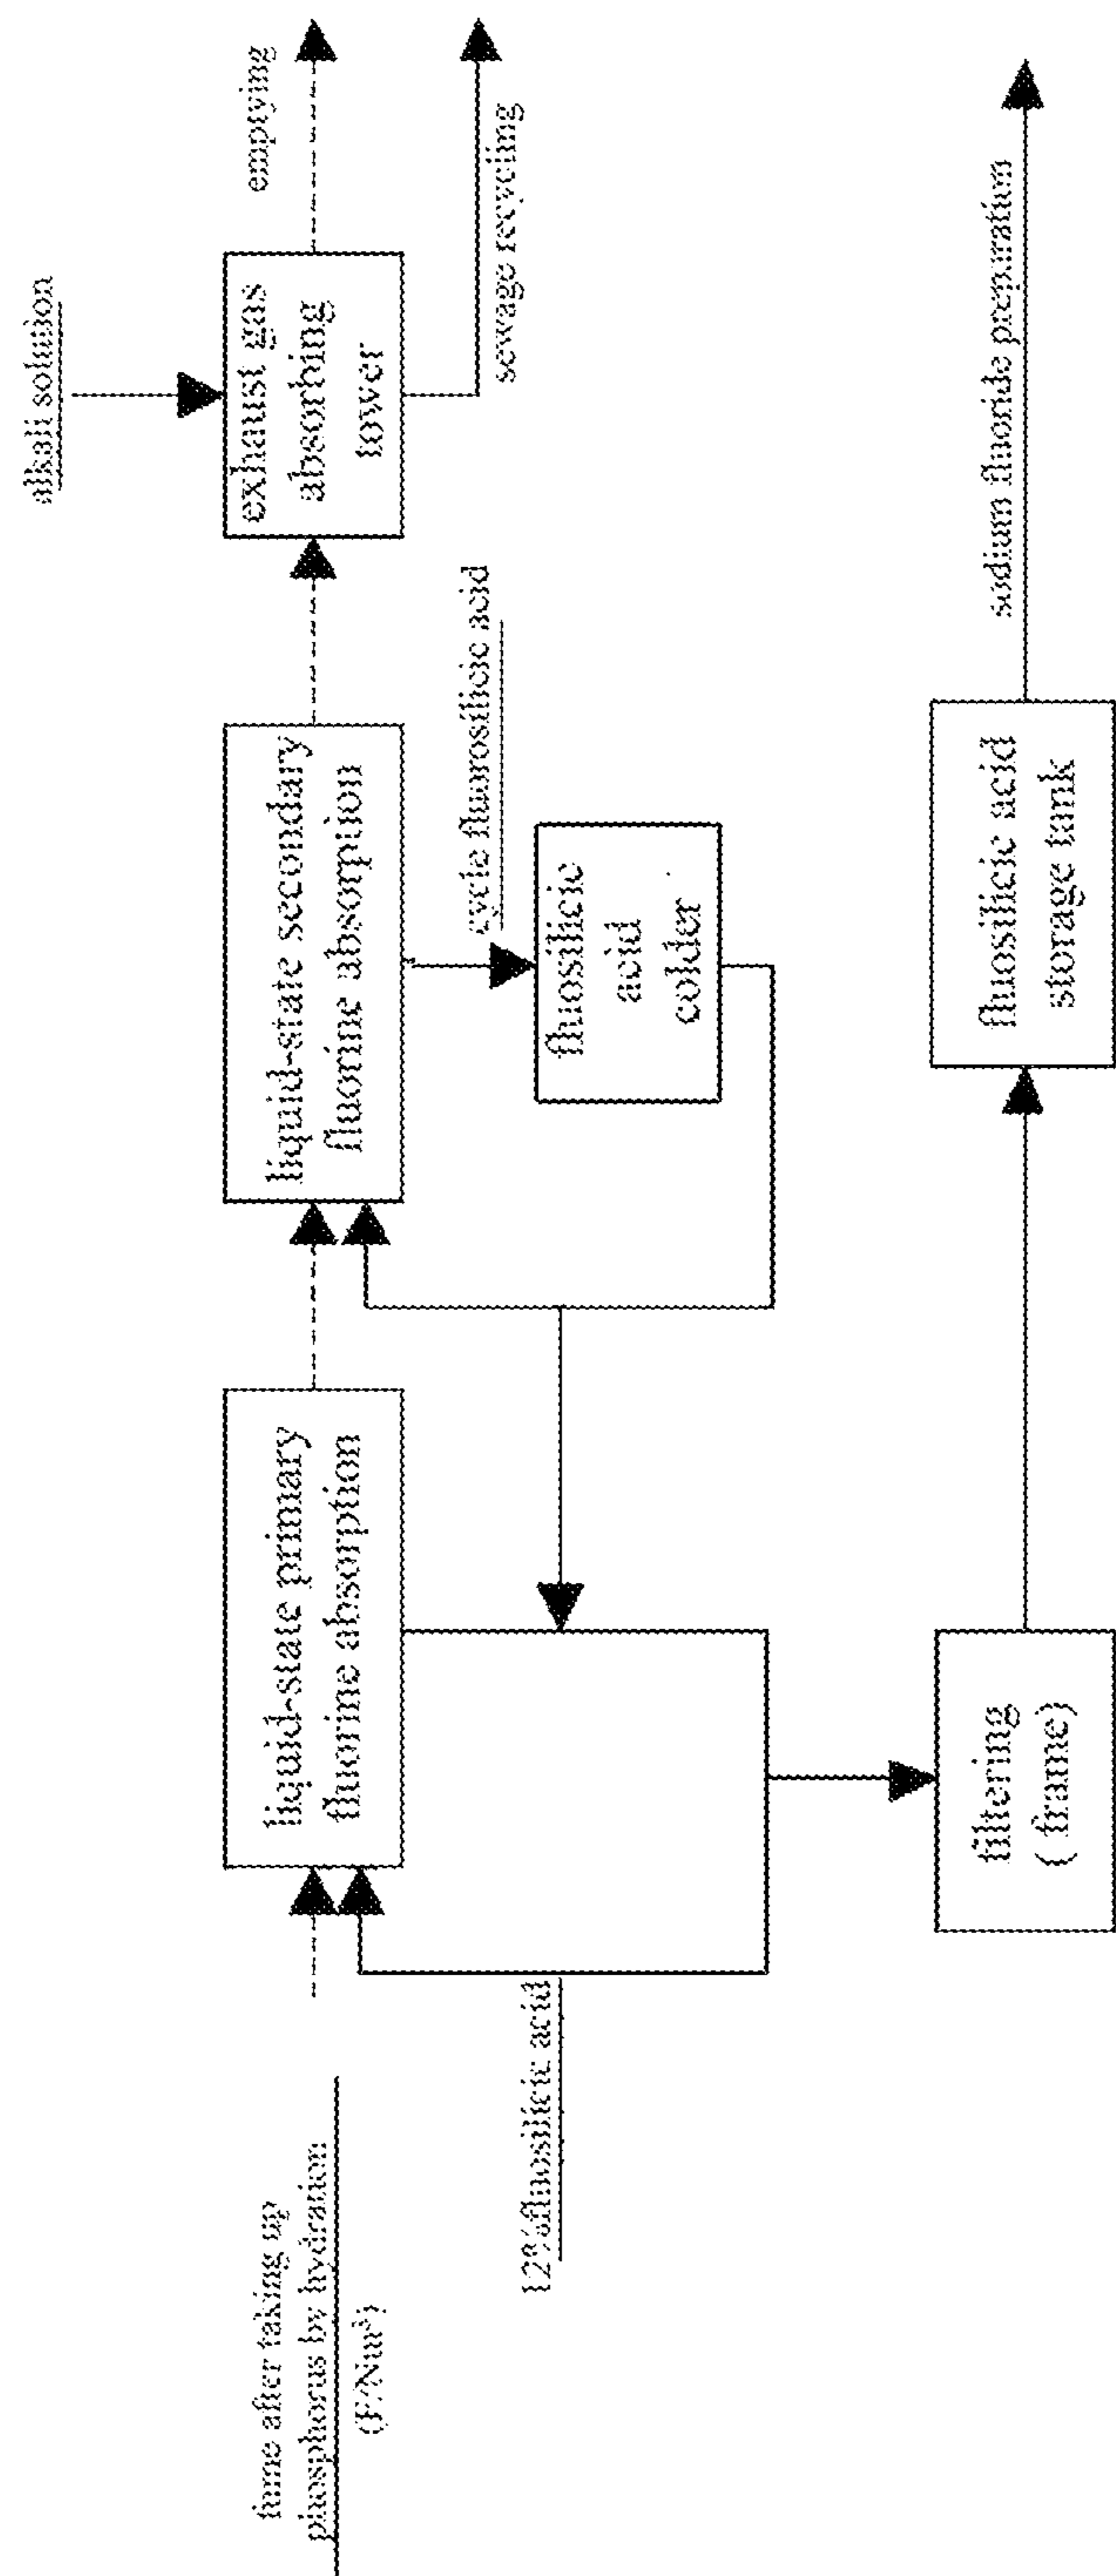 fume after taking up
phosphorus by hydration
(F/Nm³)
liquid-state primary
fluorine absorption
liquid-state secondary
fluorine absorption
alkali solution
exhaust gas
absorbing
tower
emptying
sewage recycling
cycle fluorosilicic acid
fluosilicic
acid
colder
12%fluosilicic acid
filtering
( frame)
fluosilicic acid
storage tank
sodium fluoride preparation